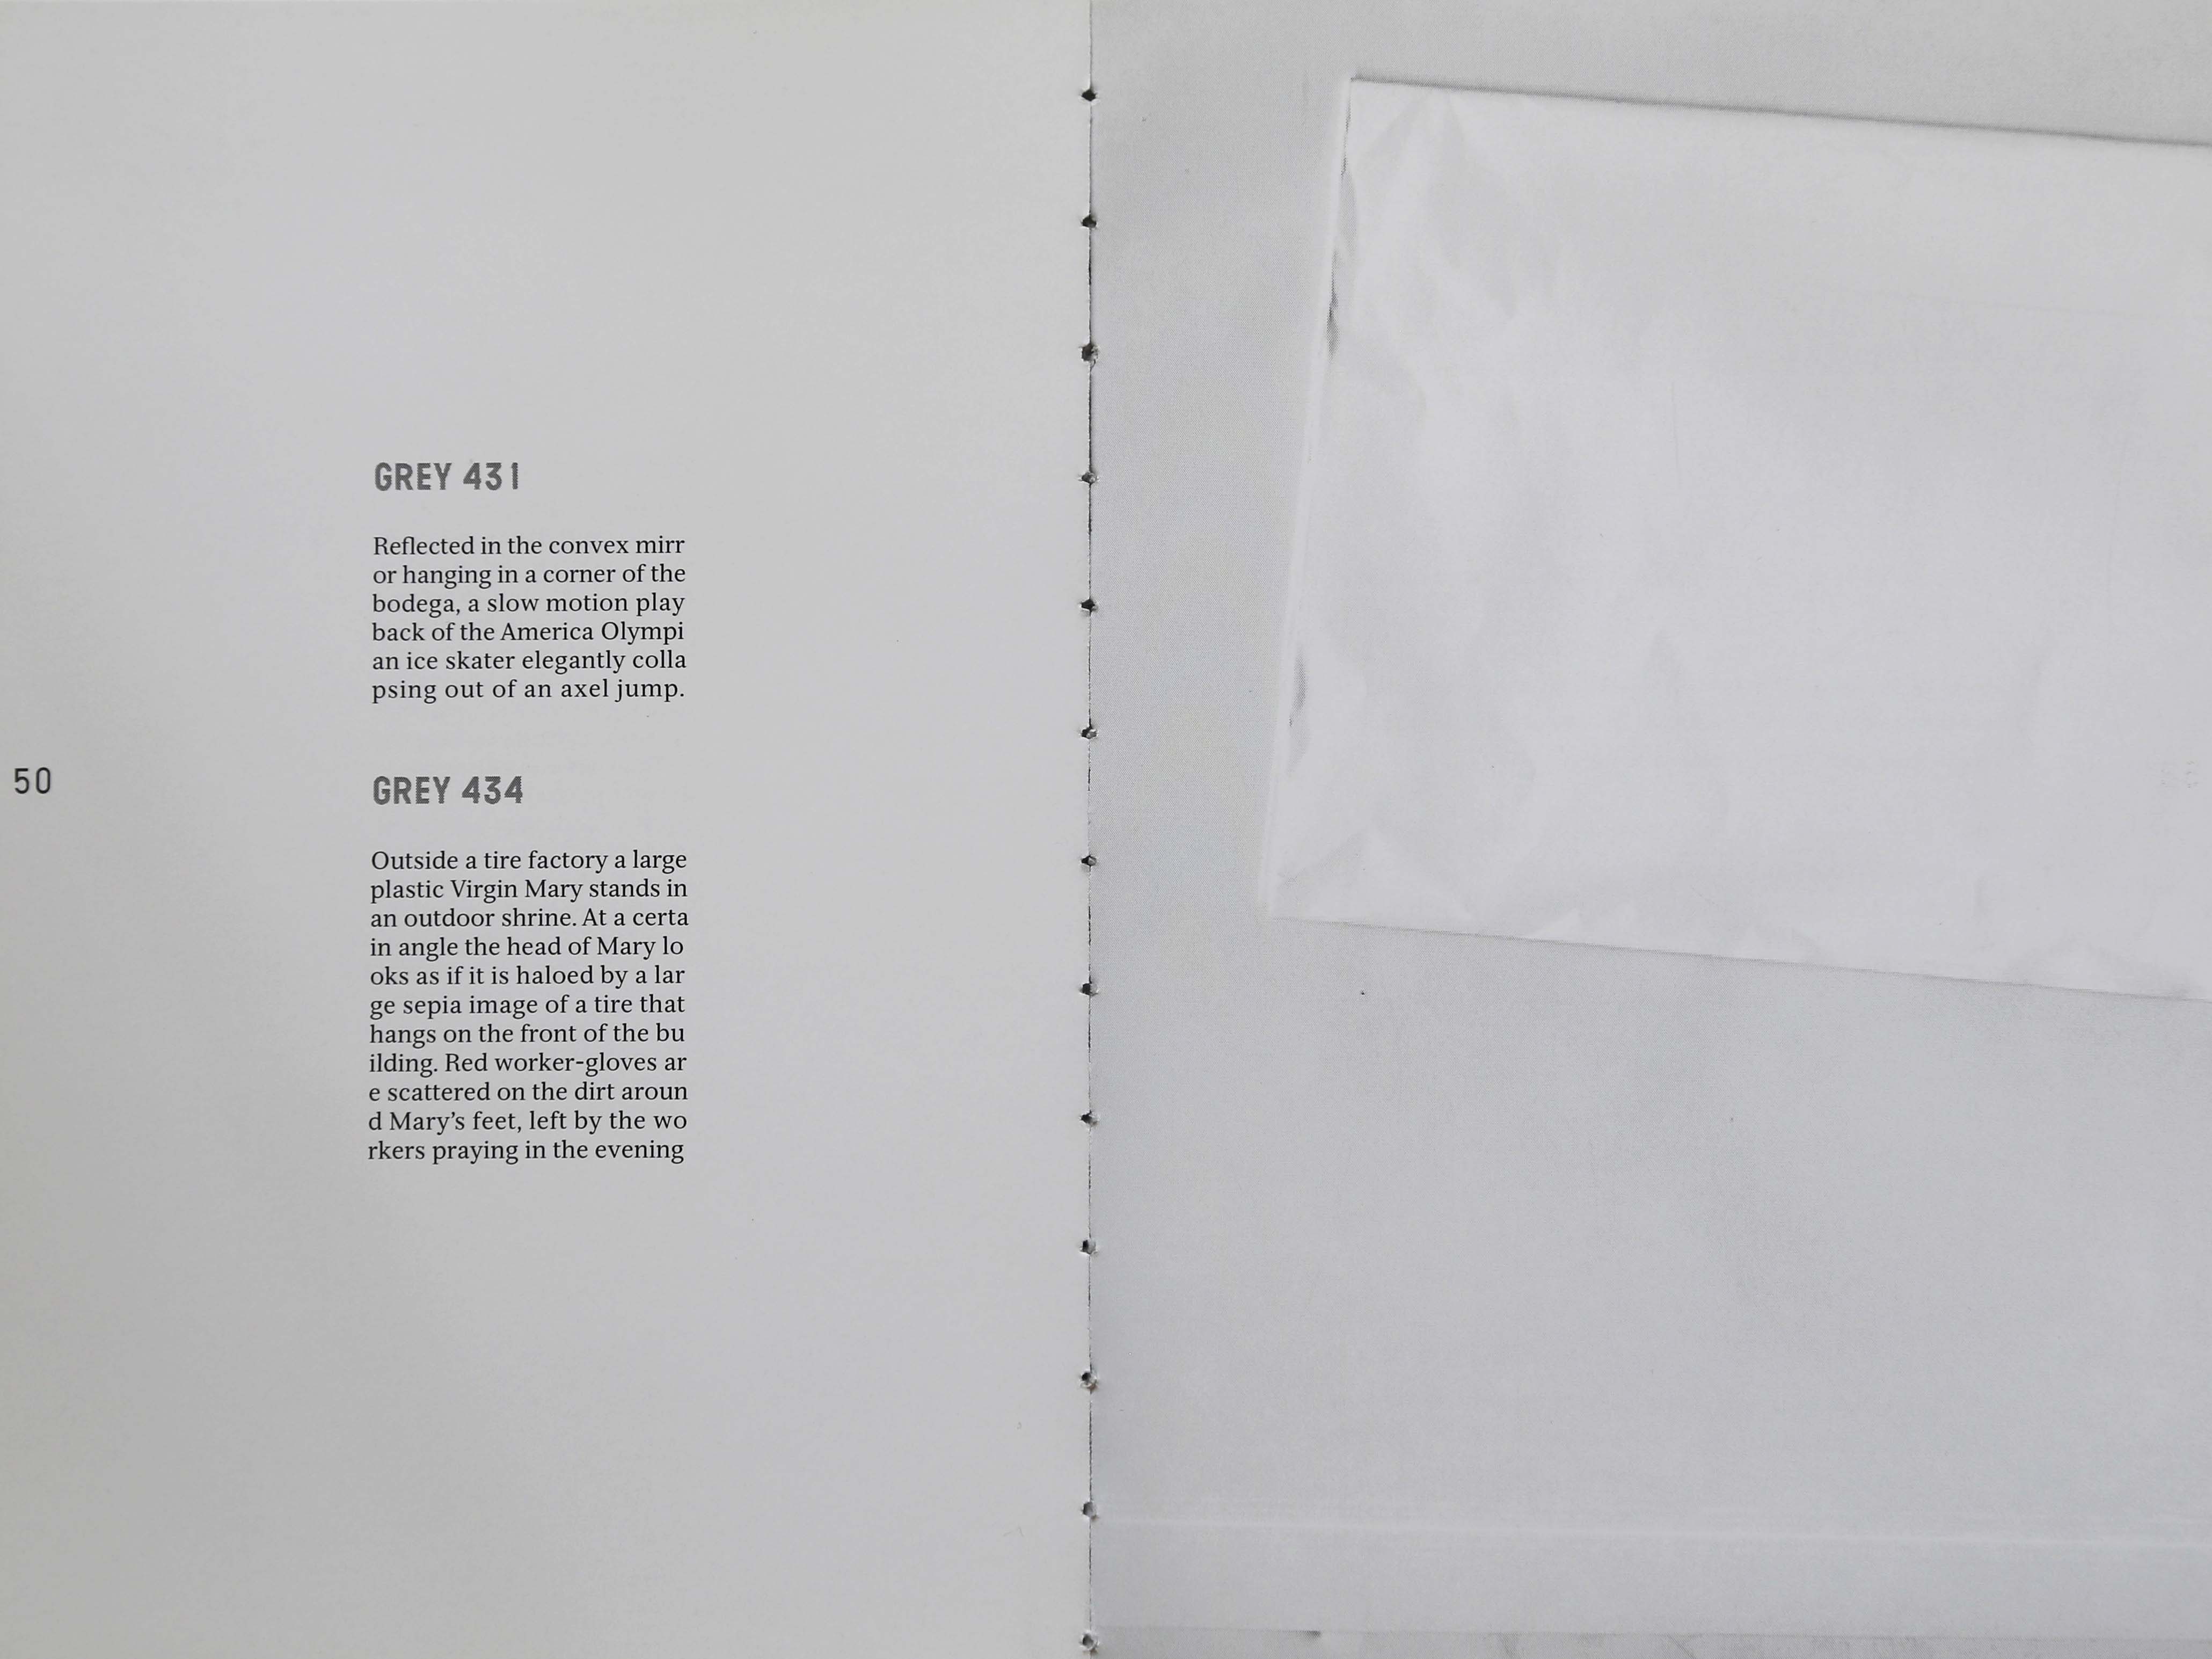 GREY 431
Reflected in the convex mirr
or hanging in a corner of the
bodega, a slow motion play
back of the America Olympi
an ice skater elegantly colla
psing out of an axel jump.
50
GREY 434
Outside a tire factory a large
plastic Virgin Mary stands in
an outdoor shrine. At a certa
in angle the head of Mary lo
oks as if it is haloed by a lar
ge sepia image of a tire that
hangs on the front of the bu
ilding. Red worker-gloves ar
e scattered on the dirt aroun
d Mary’s feet, left by the wo
rkers praying in the evening